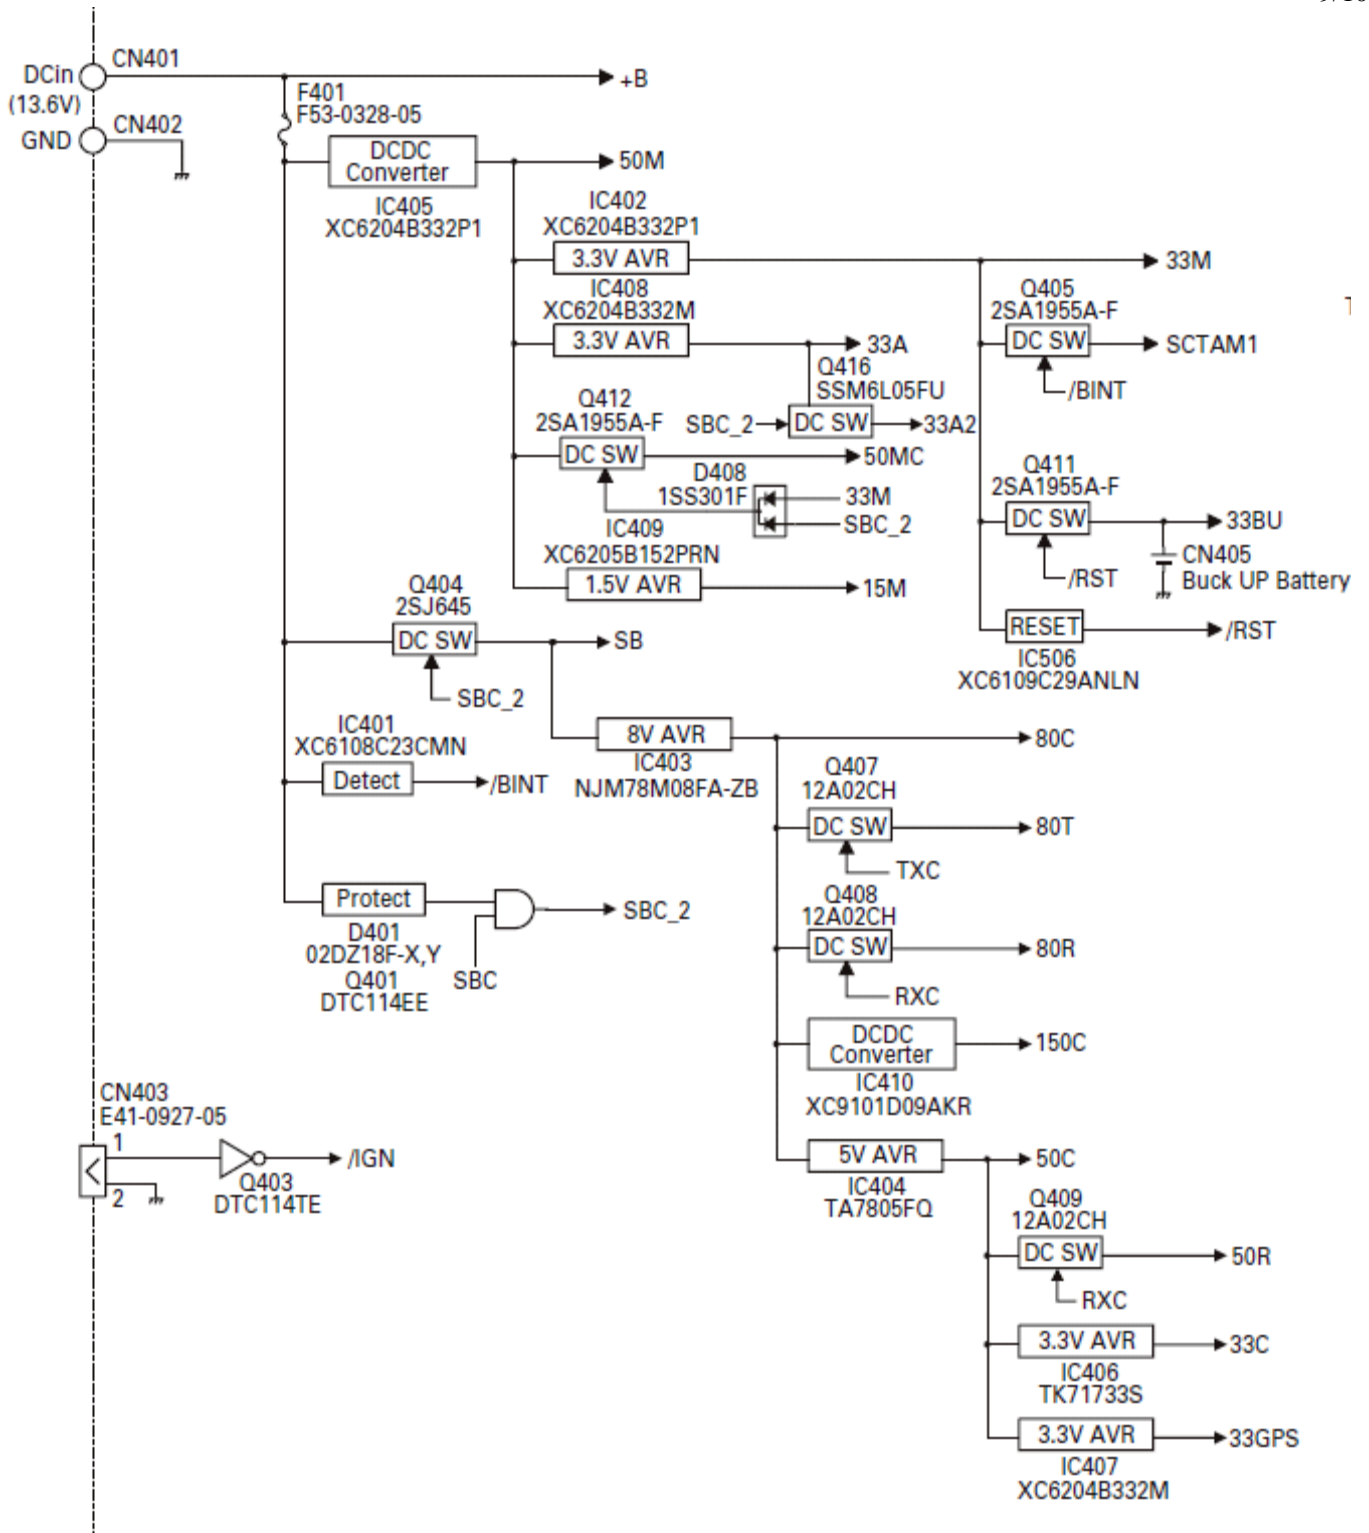 CN401
DCin
(13.6V)
+B
F401
F53-0328-05
CN402
GND
DCDC
Converter
50M
IC405
XC6204B332P1
IC402
XC6204B332P1
3.3V AVR
33M
IC408
XC6204B332M
3.3V AVR
33A
Q405
2SA1955A-F
DC SW
SCTAM1
/BINT
Q416
SSM6L05FU
SBC_2
DC SW
33A2
Q412
2SA1955A-F
DC SW
50MC
D408
1SS301F
33M
SBC_2
Q411
2SA1955A-F
DC SW
33BU
/RST
CN405
Buck UP Battery
IC409
XC6205B152PRN
1.5V AVR
15M
RESET
/RST
IC506
XC6109C29ANLN
Q404
2SJ645
DC SW
SB
SBC_2
IC401
XC6108C23CMN
Detect
/BINT
8V AVR
80C
IC403
NJM78M08FA-ZB
Q407
12A02CH
DC SW
80T
TXC
Protect
SBC_2
D401
02DZ18F-X,Y
Q401
DTC114EE
SBC
Q408
12A02CH
DC SW
80R
RXC
DCDC
Converter
150C
IC410
XC9101D09AKR
CN403
E41-0927-05
1
2
/IGN
Q403
DTC114TE
5V AVR
50C
IC404
TA7805FQ
Q409
12A02CH
DC SW
50R
RXC
3.3V AVR
33C
IC406
TK71733S
3.3V AVR
33GPS
IC407
XC6204B332M